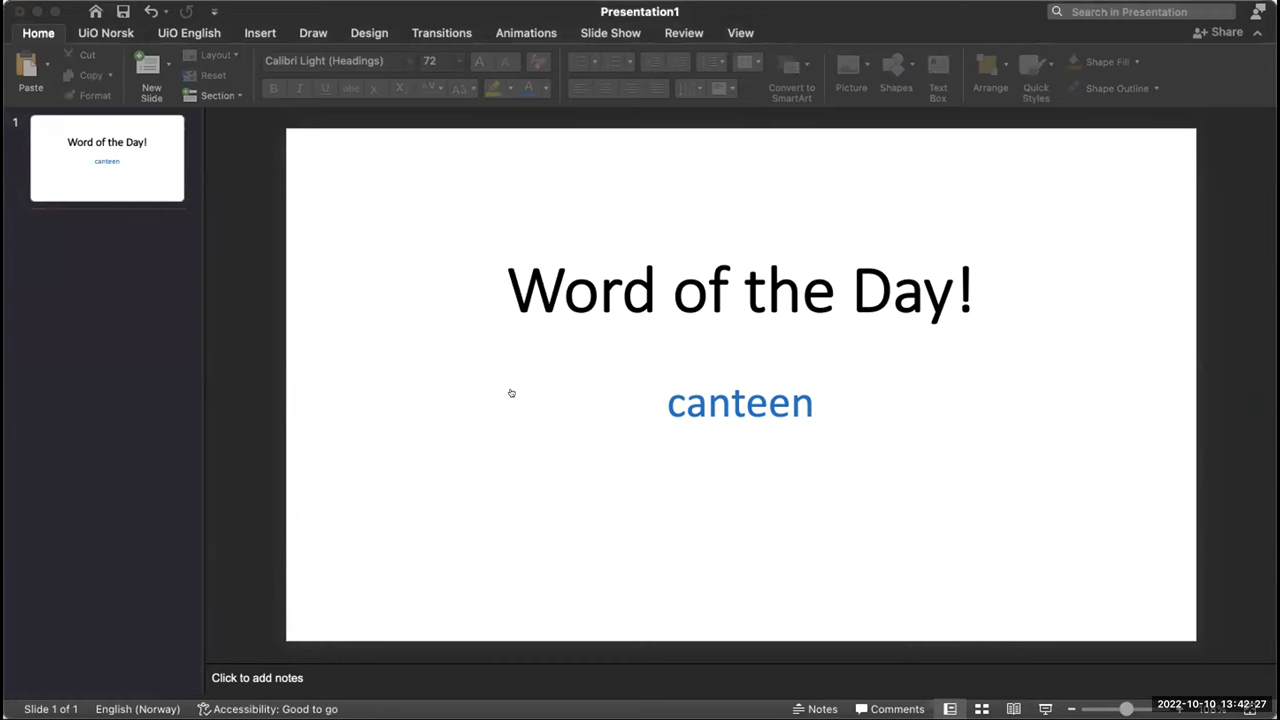 Presentation1
Search in Presentation
Home UiO Norsk UiO English Insert Draw Design Transitions Animations Slide Show Review View Share
Paste
Cut
Copy
Format
New Slide
Layout
Reset
Section
Calibri Light (Headings) 72
Convert to SmartArt
Picture
Shapes
Text Box
Arrange
Quick Styles
Shape Fill
Shape Outline
1
Word of the Day!
canteen
Word of the Day!
canteen
Click to add notes
Slide 1 of 1 English (Norway) Accessibility: Good to go Notes Comments
2022-10-10 13:42:27